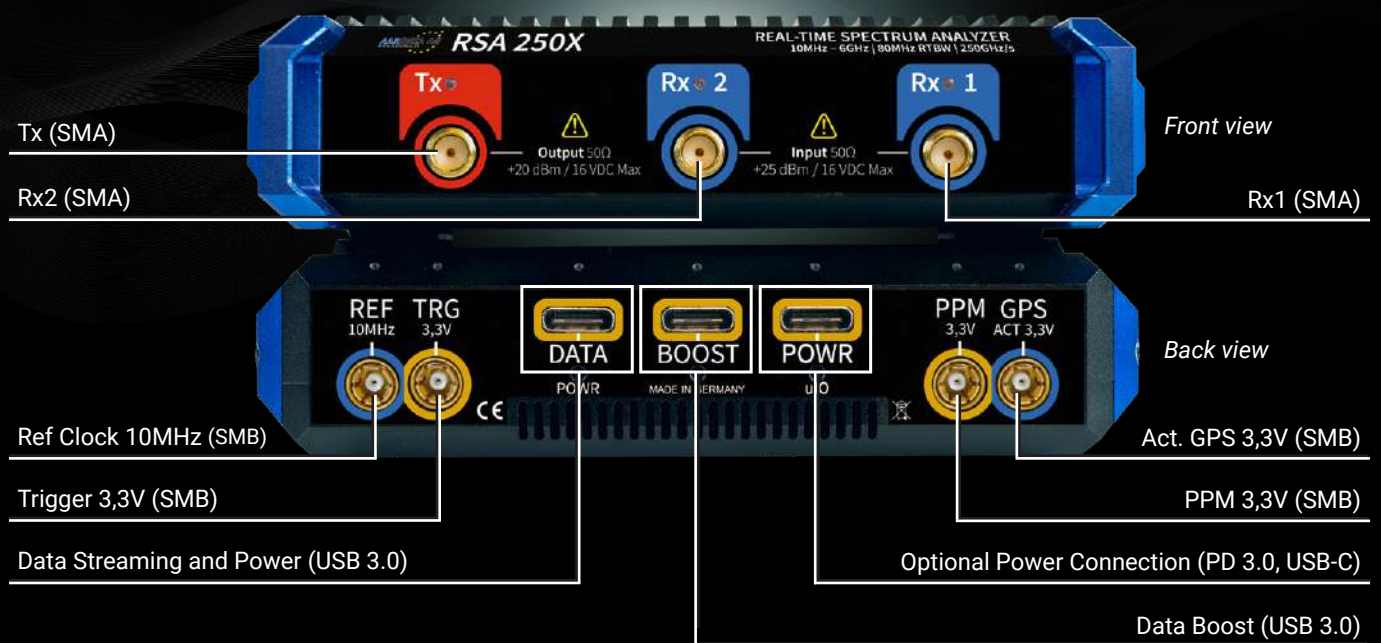 RSA 250X
REAL-TIME SPECTRUM ANALYZER
10MHz – 6GHz | 80MHz RTBW | 250GHz/s
Tx
Rx 2
Rx 1
Output 50Ω
+20 dBm / 16 VDC Max
Input 50Ω
+25 dBm / 16 VDC Max
Tx (SMA)
Front view
Rx2 (SMA)
Rx1 (SMA)
REF
10MHz
TRG
3,3V
DATA
BOOST
POWR
PPM
3,3V
GPS
ACT 3,3V
Back view
POWR
MADE IN GERMANY
CE
Ref Clock 10MHz (SMB)
Act. GPS 3,3V (SMB)
Trigger 3,3V (SMB)
PPM 3,3V (SMB)
Data Streaming and Power (USB 3.0)
Optional Power Connection (PD 3.0, USB-C)
Data Boost (USB 3.0)